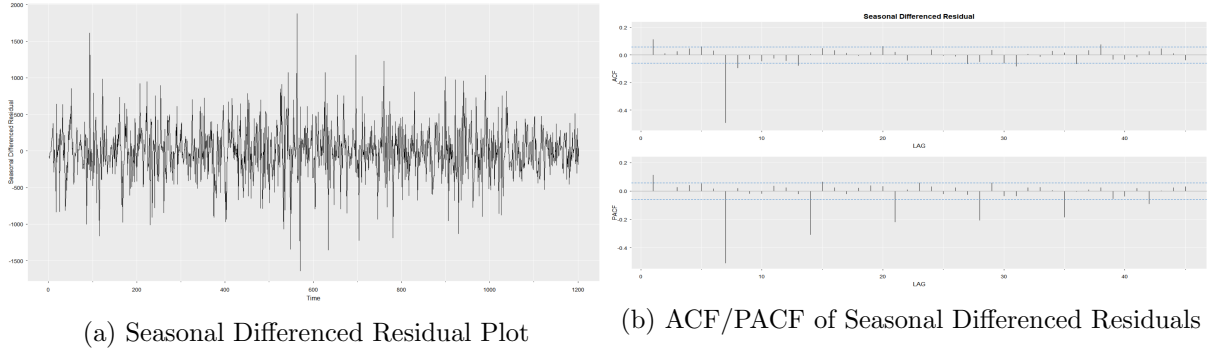 2000
1500
1000
500
0
-500
-1000
-1500
Seasonal Differenced Residual
0 200 400 600 800 1000 1200
Time
(a) Seasonal Differenced Residual Plot
Seasonal Differenced Residual
0.2
0.0
-0.2
-0.4
ACF
0 10 20 30 40
LAG
0.2
0.0
-0.2
-0.4
PACF
0 10 20 30 40
LAG
(b) ACF/PACF of Seasonal Differenced Residuals